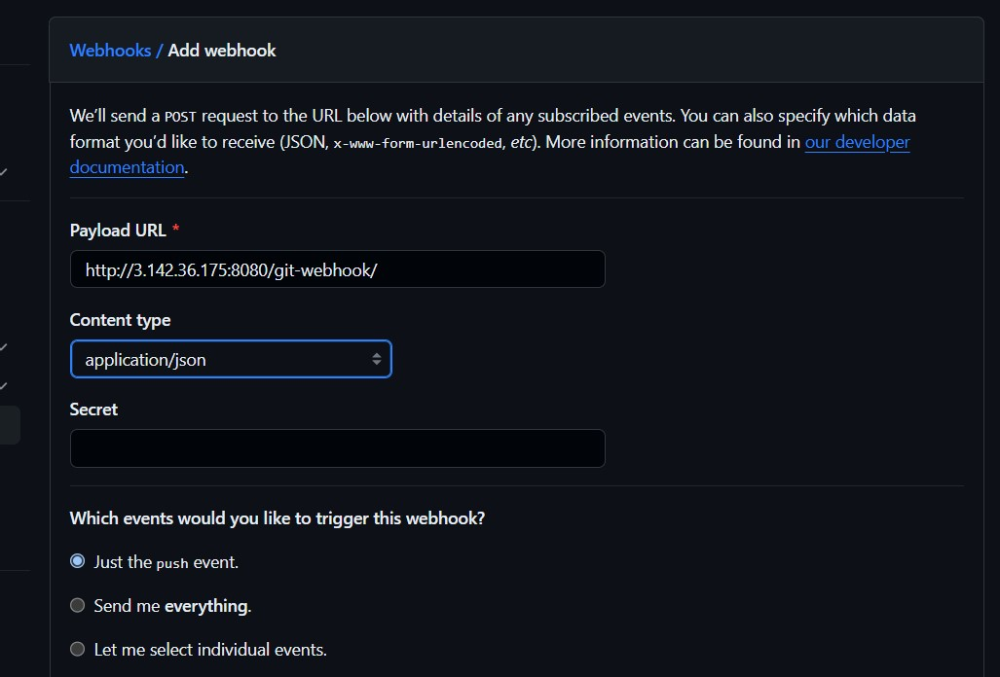 Webhooks / Add webhook
We’ll send a POST request to the URL below with details of any subscribed events. You can also specify which data
format you’d like to receive (JSON, x-www-form-urlencoded, etc). More information can be found in our developer
documentation.
Payload URL *
http://3.142.36.175:8080/git-webhook/
Content type
application/json
Secret
Which events would you like to trigger this webhook?
Just the push event.
Send me everything.
Let me select individual events.